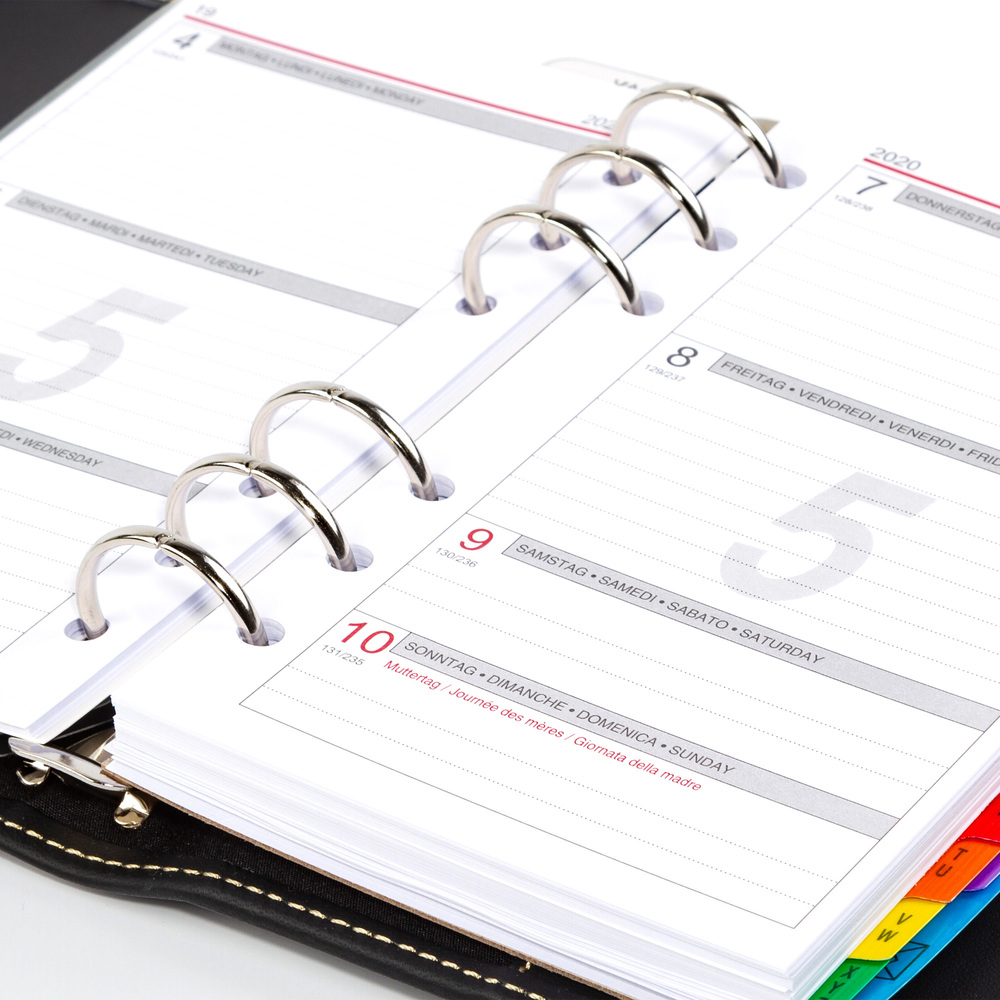 19
4
MONTAG • LUNDI • LUNEDI • MONDAY
DIENSTAG • MARDI • MARTEDI • TUESDAY
5
WEDNESDAY
2020
7
128/238
DONNERSTAG
8
129/237
FREITAG • VENDREDI • VENERDI • FRID
5
9
130/236
SAMSTAG • SAMEDI • SABATO • SATURDAY
10
131/235
SONNTAG • DIMANCHE • DOMENICA • SUNDAY
Muttertag / Journée des mères / Giornata della madre
T
U
V
W
X
Y